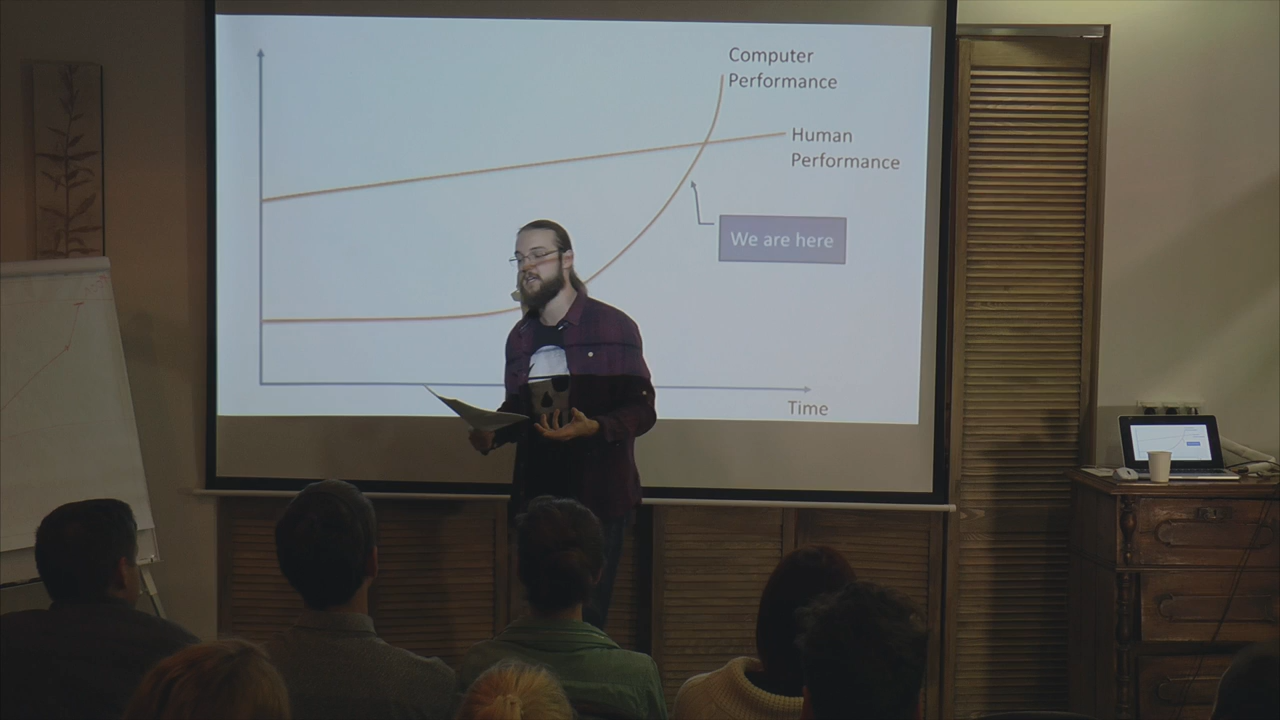 Computer
Performance
Human
Performance
We are here
Time